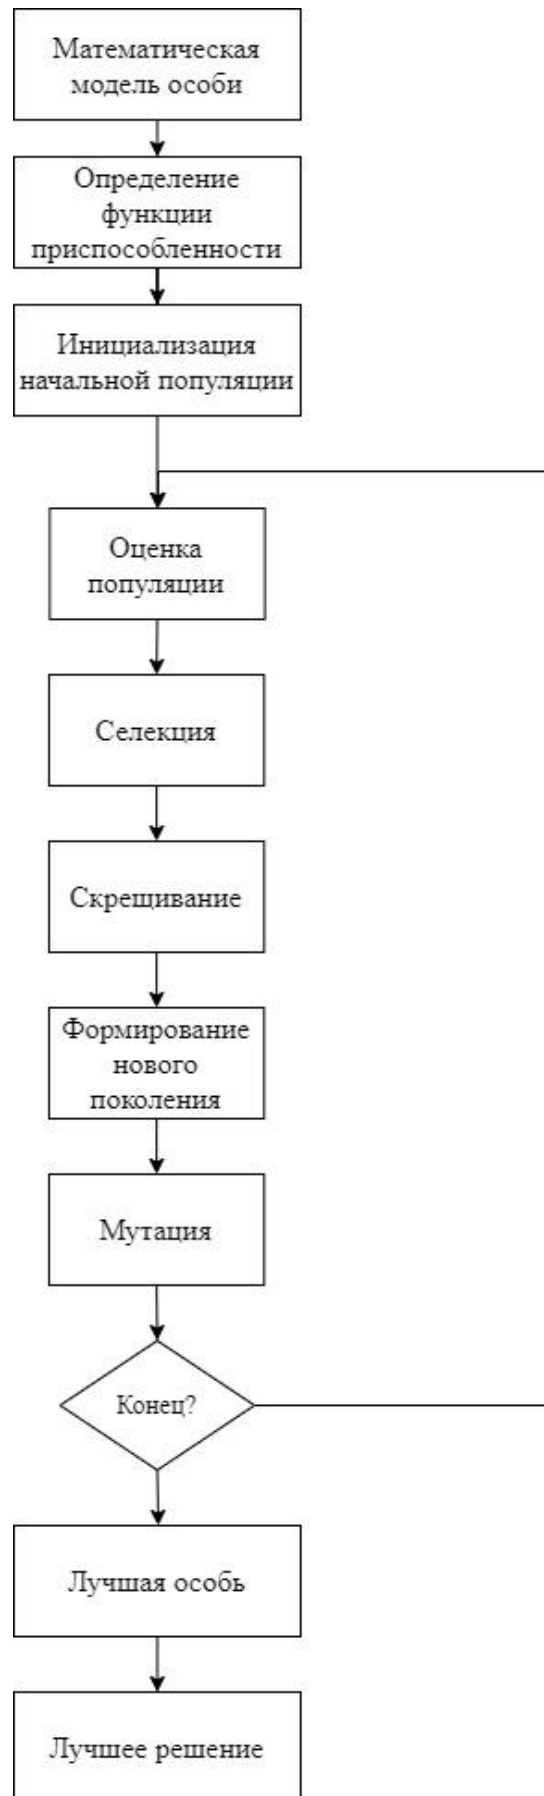 Математическая
модель особи
Определение
функции
приспособленности
Инициализация
начальной популяции
Оценка
популяции
Селекция
Скрещивание
Формирование
нового
поколения
Мутация
Конец?
Лучшая особь
Лучшее решение